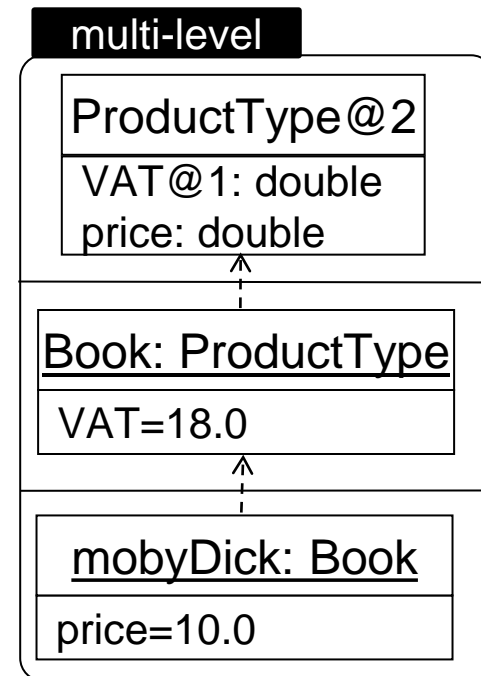 multi-level
ProductType@2
VAT@1: double
price: double
Book: ProductType
VAT=18.0
mobyDick: Book
price=10.0